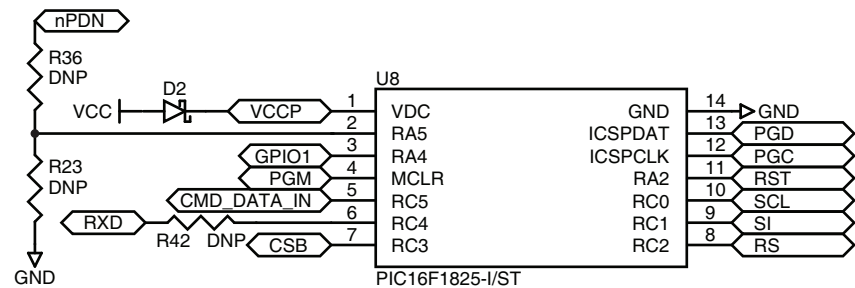 nPDN
R36
DNP
D2
VCC
VCCP
U8
1
VDC
GND
14
GND
2
RA5
ICSPDAT
13
PGD
R23
DNP
GPIO1
3
RA4
ICSPCLK
12
PGC
PGM
4
MCLR
RA2
11
RST
CMD_DATA_IN
5
RC5
RC0
10
SCL
RXD
R42 DNP
6
RC4
RC1
9
SI
CSB
7
RC3
RC2
8
RS
GND
PIC16F1825-I/ST